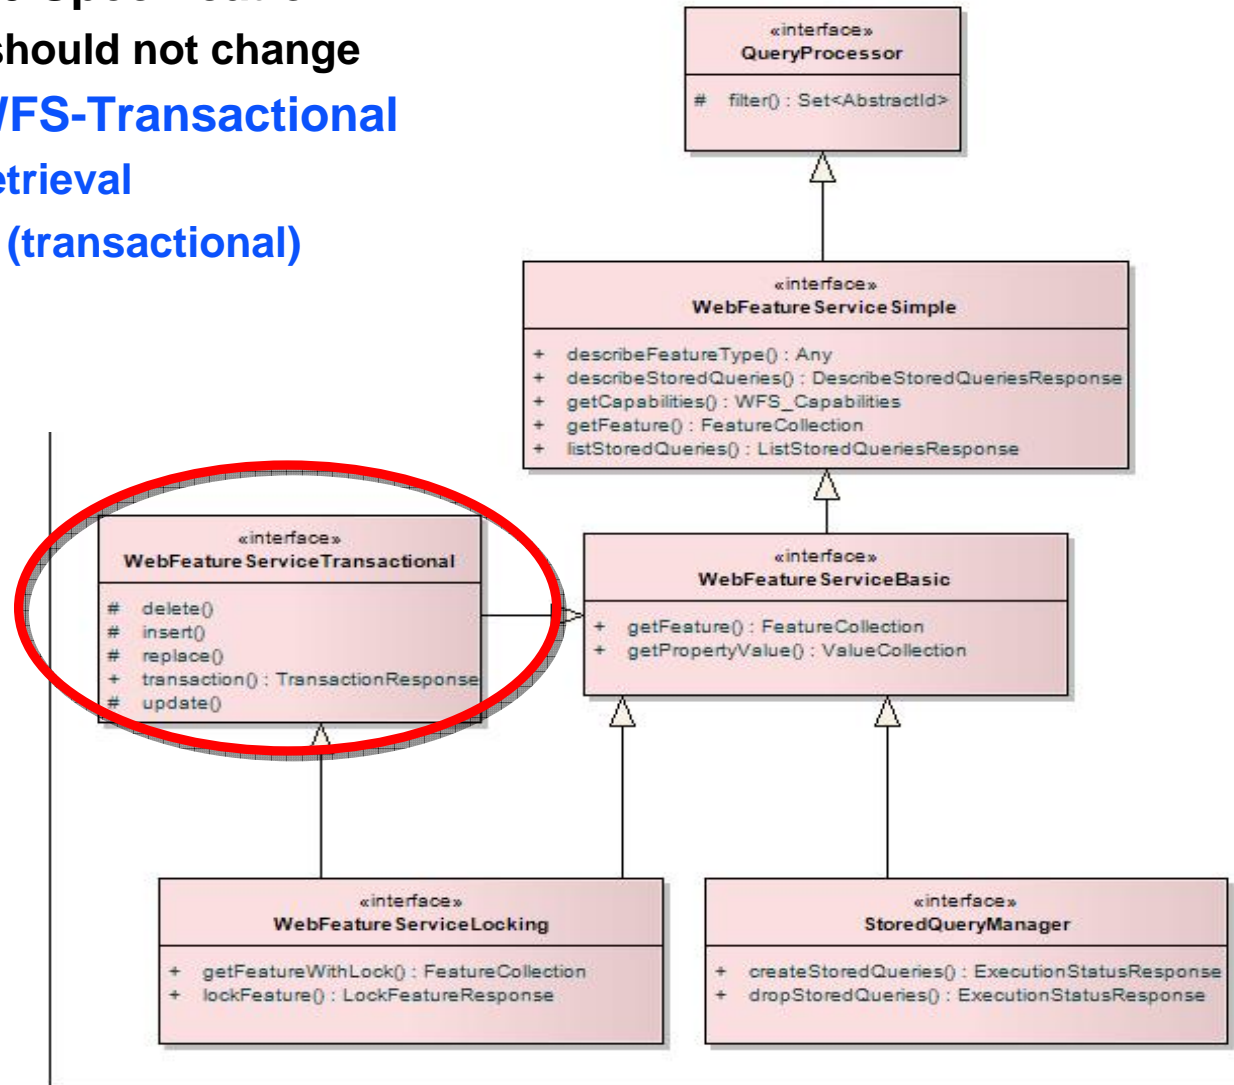 should not change
WFS-Transactional
(transactional)
«interface»
QueryProcessor
# filter() : Set<AbstractId>
«interface»
WebFeatureServiceSimple
+ describeFeatureType() : Any
+ describeStoredQueries() : DescribeStoredQueriesResponse
+ getCapabilities() : WFS_Capabilities
+ getFeature() : FeatureCollection
+ listStoredQueries() : ListStoredQueriesResponse
«interface»
WebFeatureServiceTransactional
# delete()
# insert()
# replace()
+ transaction() : TransactionResponse
# update()
«interface»
WebFeatureServiceBasic
+ getFeature() : FeatureCollection
+ getPropertyValue() : ValueCollection
«interface»
WebFeatureServiceLocking
+ getFeatureWithLock() : FeatureCollection
+ lockFeature() : LockFeatureResponse
«interface»
StoredQueryManager
+ createStoredQueries() : ExecutionStatusResponse
+ dropStoredQueries() : ExecutionStatusResponse